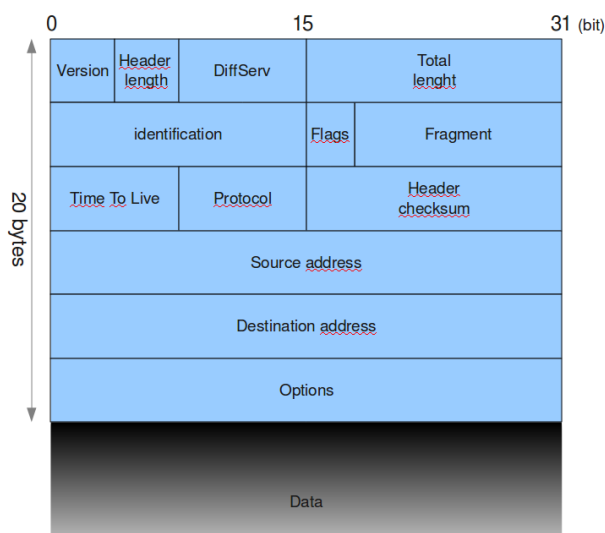 0 15 31 (bit)
Version Header length DiffServ Total lenght
identification Flags Fragment
Time To Live Protocol Header checksum
20 bytes
Source address
Destination address
Options
Data